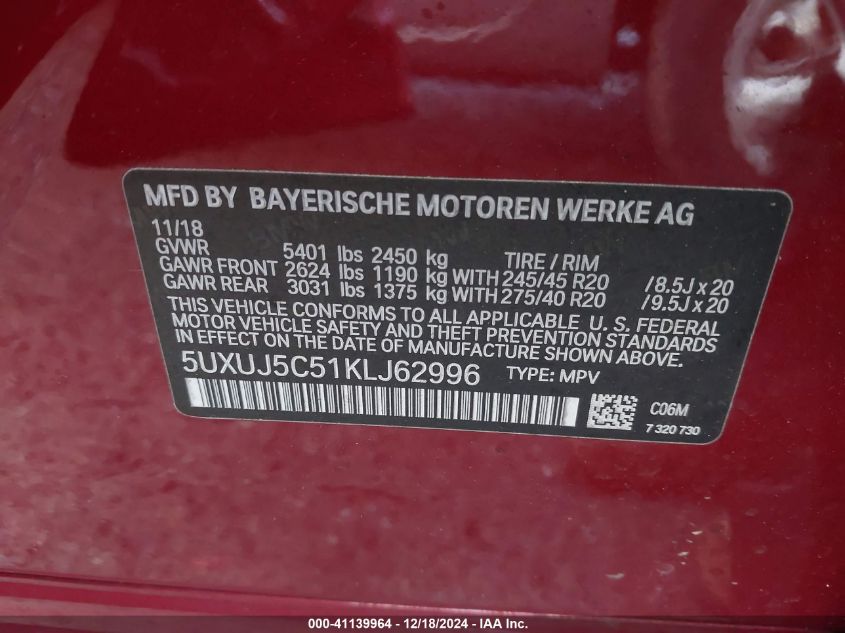 MFD BY BAYERISCHE MOTOREN WERKE AG
11/18
GVWR 5401 lbs 2450 kg TIRE / RIM
GAWR FRONT 2624 lbs 1190 kg WITH 245/45 R20 /8.5J x 20
GAWR REAR 3031 lbs 1375 kg WITH 275/40 R20 /9.5J x 20
THIS VEHICLE CONFORMS TO ALL APPLICABLE U. S. FEDERAL
MOTOR VEHICLE SAFETY AND THEFT PREVENTION STANDARDS
IN EFFECT ON THE DATE OF MANUFACTURE SHOWN ABOVE.
5UXUJ5C51KLJ62996 TYPE: MPV
C06M
7 320 730
000-41139964 - 12/18/2024 - IAA Inc.